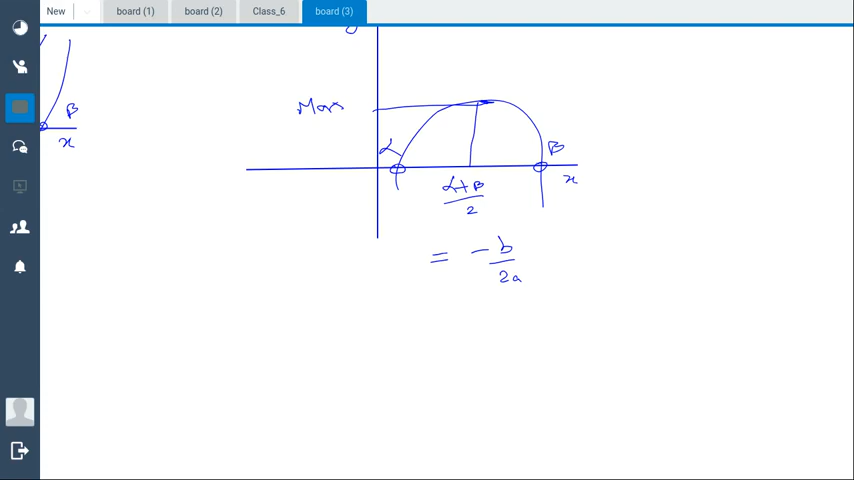 New board (1) board (2) Class_6 board (3)
y
Max
α β
β
x
x
α+β
2
= -b
2a